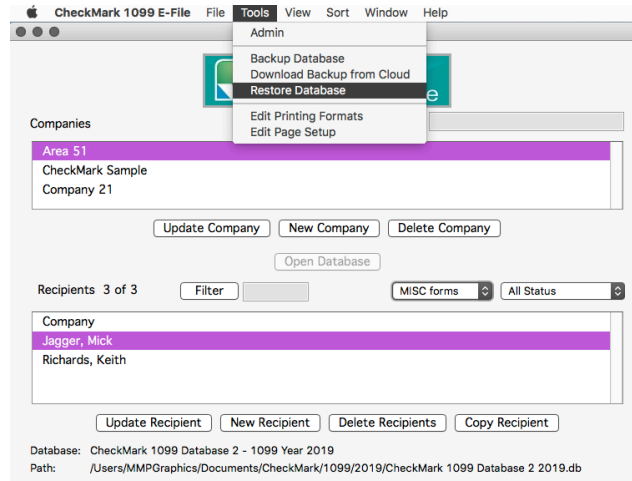 CheckMark 1099 E-File File Tools View Sort Window Help
Admin
Backup Database
Download Backup from Cloud
Restore Database
e
Edit Printing Formats
Edit Page Setup
Companies
Area 51
CheckMark Sample
Company 21
Update Company New Company Delete Company
Open Database
Recipients 3 of 3 Filter MISC forms All Status
Company
Jagger, Mick
Richards, Keith
Update Recipient New Recipient Delete Recipients Copy Recipient
Database: CheckMark 1099 Database 2 - 1099 Year 2019
Path: /Users/MMPGraphics/Documents/CheckMark/1099/2019/CheckMark 1099 Database 2 2019.db